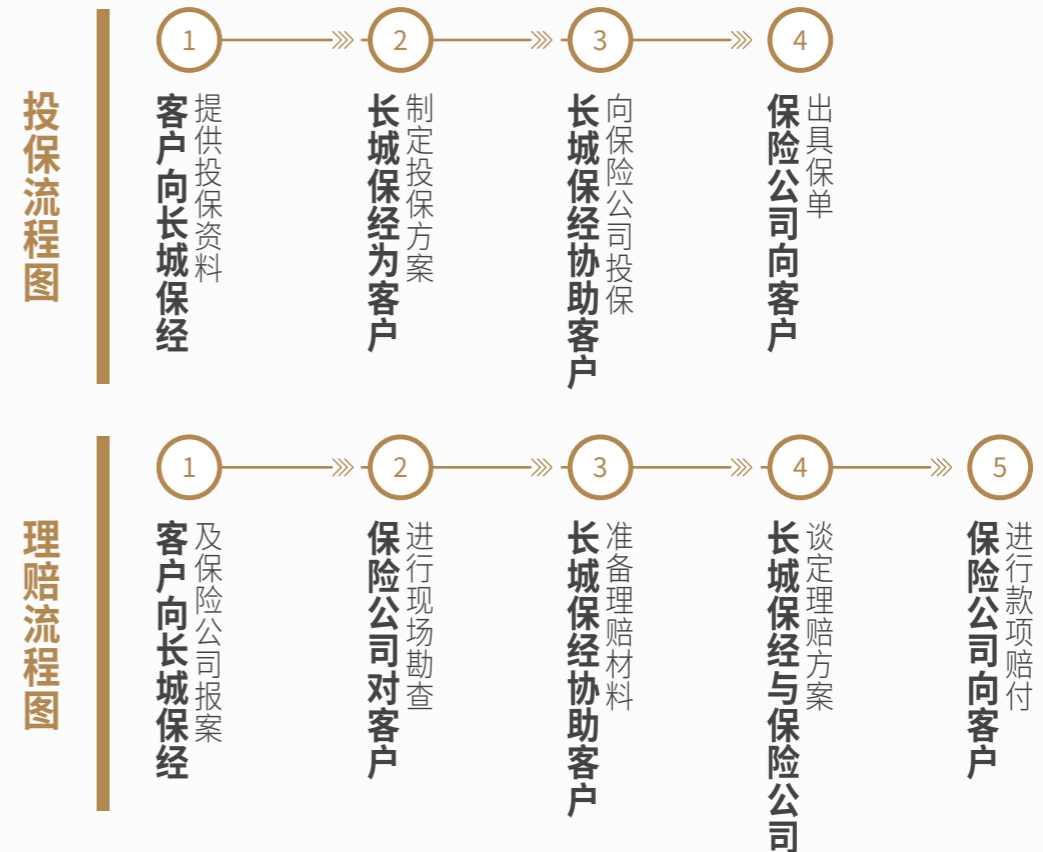 投保流程图
1
客户向长城保经
提供投保资料
2
长城保经为客户
制定投保方案
3
长城保经协助客户
向保险公司投保
4
保险公司向客户
出具保单
理赔流程图
1
客户向长城保经
及保险公司报案
2
保险公司对客户
进行现场勘查
3
长城保经协助客户
准备理赔材料
4
长城保经与保险公司
谈定理赔方案
5
保险公司向客户
进行款项赔付